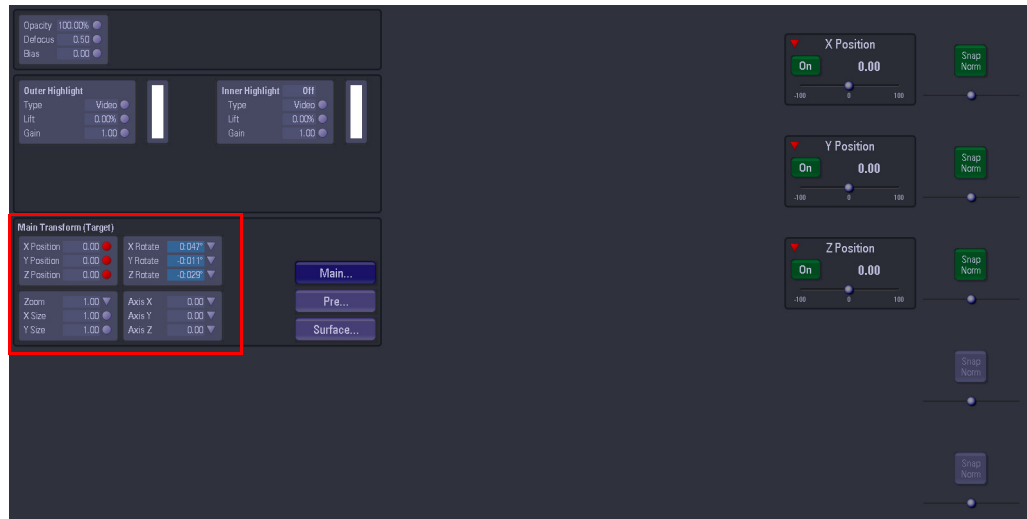 Opacity 100.00%
Defocus 0.50
Bias 0.00
Outer Highlight
Type Video
Lift 0.00%
Gain 1.00
Inner Highlight Off
Type Video
Lift 0.00%
Gain 1.00
Main Transform (Target)
X Position 0.00 X Rotate 0:047°
Y Position 0.00 Y Rotate -0:011°
Z Position 0.00 Z Rotate -0:029°
Zoom 1.00 Axis X 0.00
X Size 1.00 Axis Y 0.00
Y Size 1.00 Axis Z 0.00
Main...
Pre...
Surface...
X Position
On 0.00
-100 0 100
Snap
Norm
Y Position
On 0.00
-100 0 100
Snap
Norm
Z Position
On 0.00
-100 0 100
Snap
Norm
Snap
Norm
Snap
Norm